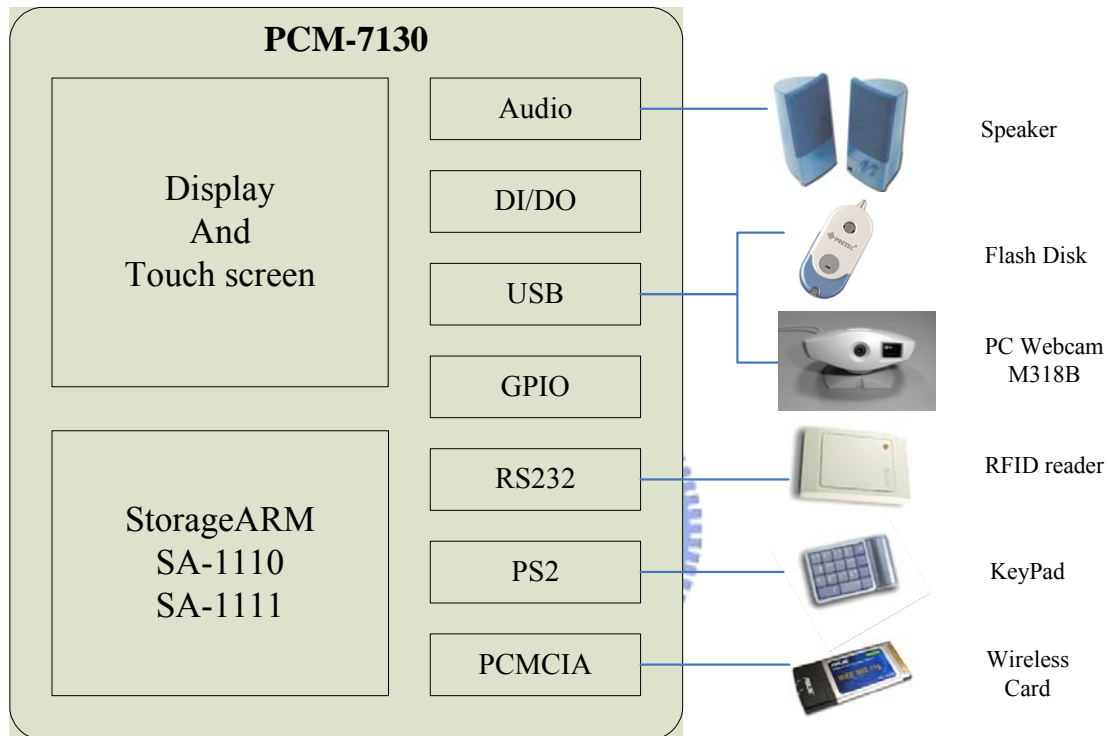 PCM-7130
Display
And
Touch screen
StorageARM
SA-1110
SA-1111
Audio
DI/DO
USB
GPIO
RS232
PS2
PCMCIA
Speaker
Flash Disk
PC Webcam
M318B
RFID reader
KeyPad
Wireless
Card
PRETEC